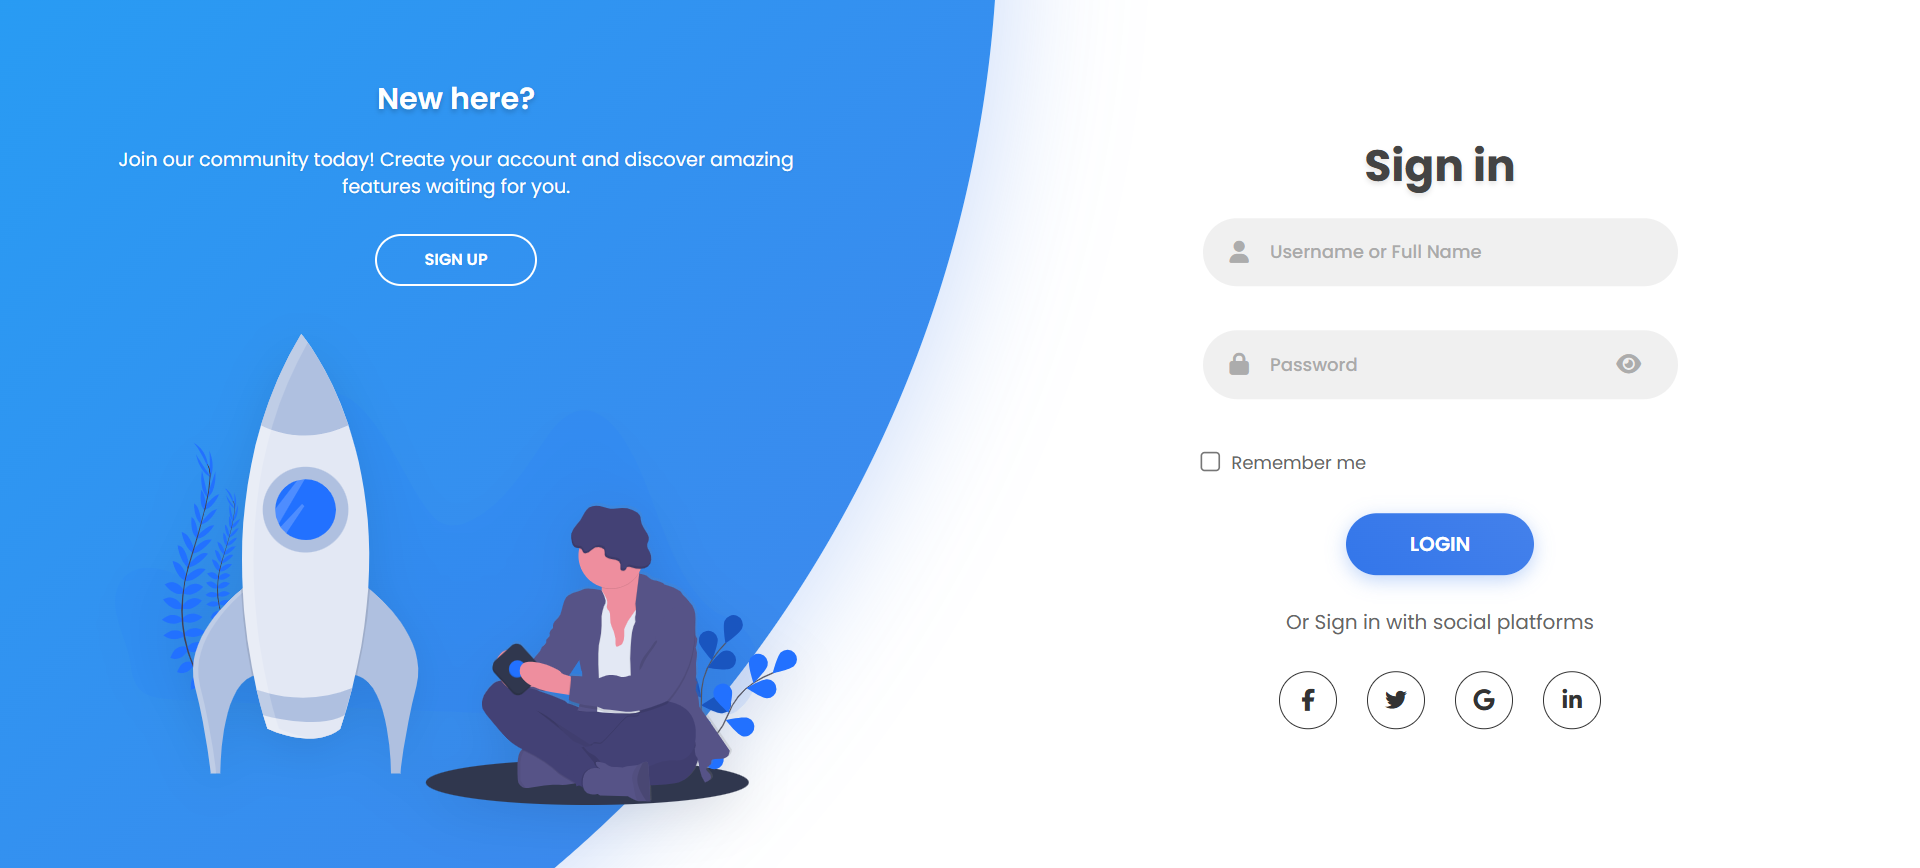 New here?
Join our community today! Create your account and discover amazing
features waiting for you.
SIGN UP
Sign in
Username or Full Name
Password
Remember me
LOGIN
Or Sign in with social platforms